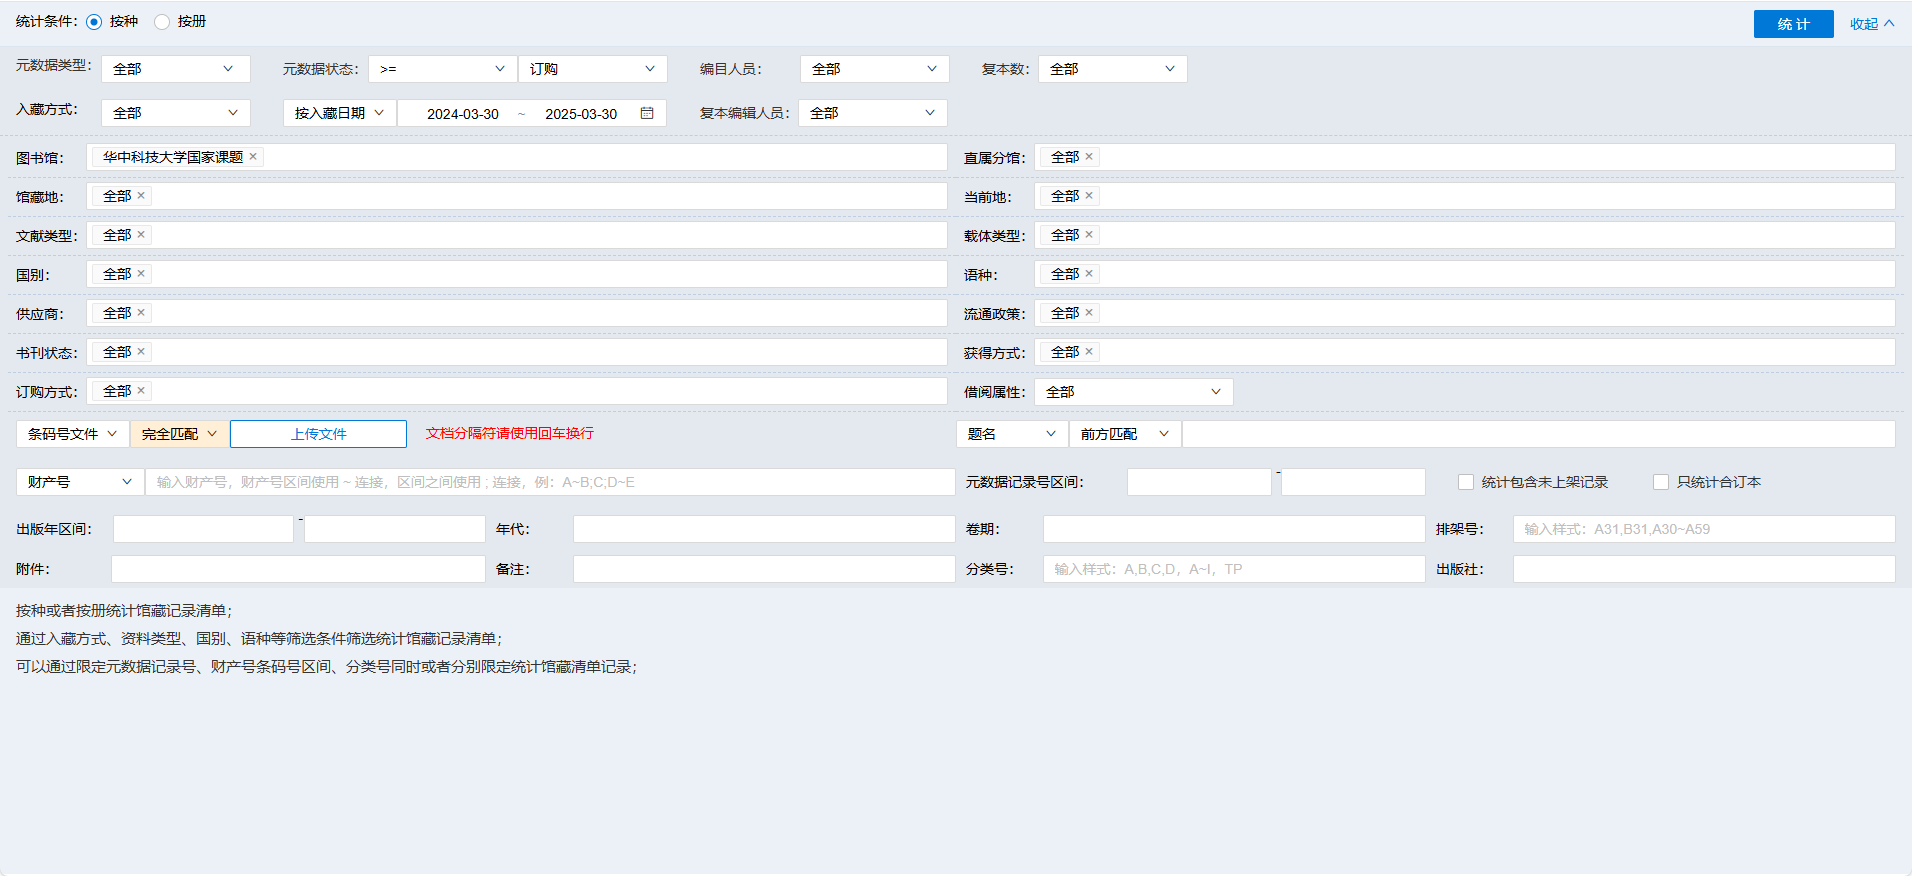 统计条件： 按种 按册 统 计 收起
元数据类型： 全部 元数据状态： >= 订购 编目人员： 全部 复本数： 全部
入藏方式： 全部 按入藏日期 2024-03-30 ~ 2025-03-30 复本编辑人员： 全部
图书馆： 华中科技大学国家课题 × 直属分馆： 全部 ×
馆藏地： 全部 × 当前地： 全部 ×
文献类型： 全部 × 载体类型： 全部 ×
国别： 全部 × 语种： 全部 ×
供应商： 全部 × 流通政策： 全部 ×
书刊状态： 全部 × 获得方式： 全部 ×
订购方式： 全部 × 借阅属性： 全部
条码号文件 完全匹配 上传文件 文档分隔符请使用回车换行 题名 前方匹配
财产号 输入财产号，财产号区间使用 ~ 连接，区间之间使用 ; 连接，例：A~B;C;D~E 元数据记录号区间： - 统计包含未上架记录 只统计合订本
出版年区间： - 年代： 卷期： 排架号： 输入样式：A31,B31,A30~A59
附件： 备注： 分类号： 输入样式：A,B,C,D，A~I，TP 出版社：
按种或者按册统计馆藏记录清单；
通过入藏方式、资料类型、国别、语种等筛选条件筛选统计馆藏记录清单；
可以通过限定元数据记录号、财产号条码号区间、分类号同时或者分别限定统计馆藏清单记录；